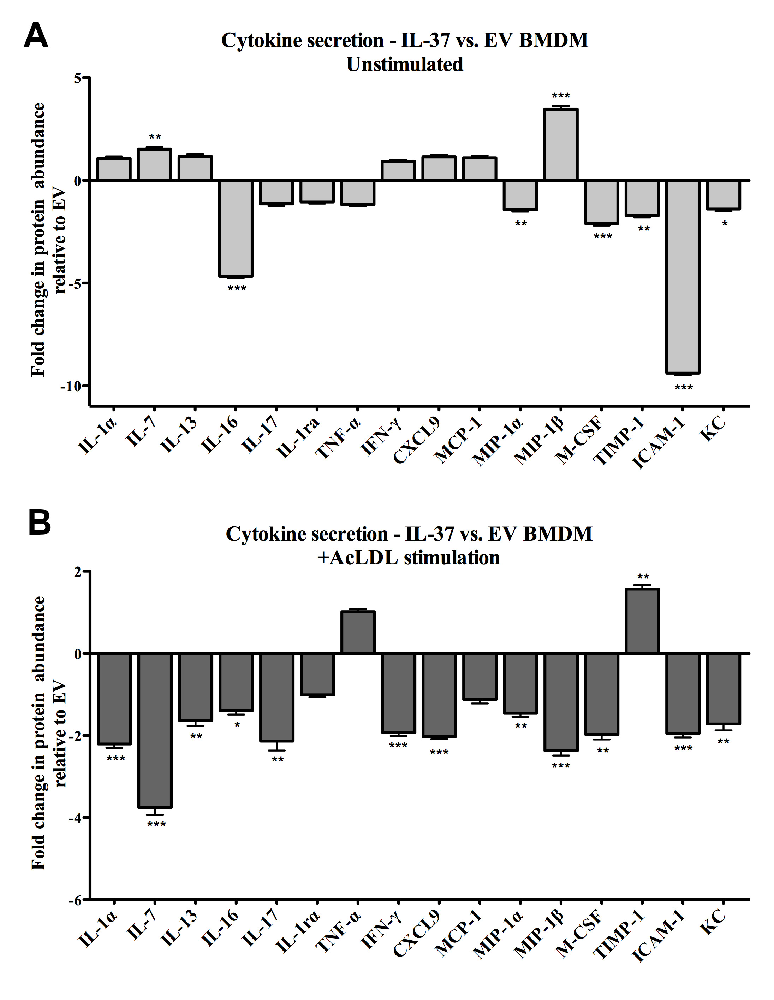 A
Cytokine secretion - IL-37 vs. EV BMDM
Unstimulated
Fold change in protein abundance
relative to EV
5
0
-5
-10
***
**
***
**
***
**
***
*
***
IL-1α
IL-7
IL-13
IL-16
IL-17
IL-1ra
TNF-α
IFN-γ
CXCL9
MCP-1
MIP-1α
MIP-1β
M-CSF
TIMP-1
ICAM-1
KC
B
Cytokine secretion - IL-37 vs. EV BMDM
+AcLDL stimulation
Fold change in protein abundance
relative to EV
2
0
-2
-4
-6
***
***
**
*
**
***
***
**
***
**
**
***
**
IL-1α
IL-7
IL-13
IL-16
IL-17
IL-1rα
TNF-α
IFN-γ
CXCL9
MCP-1
MIP-1α
MIP-1β
M-CSF
TIMP-1
ICAM-1
KC